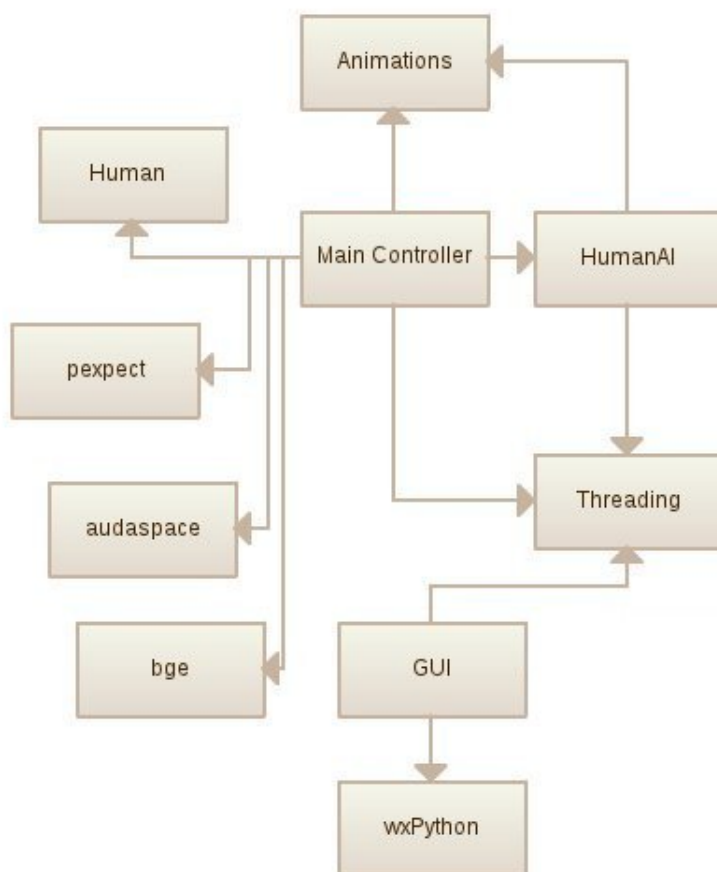 Animations
Human
Main Controller
HumanAI
pexpect
Threading
audaspace
bge
GUI
wxPython